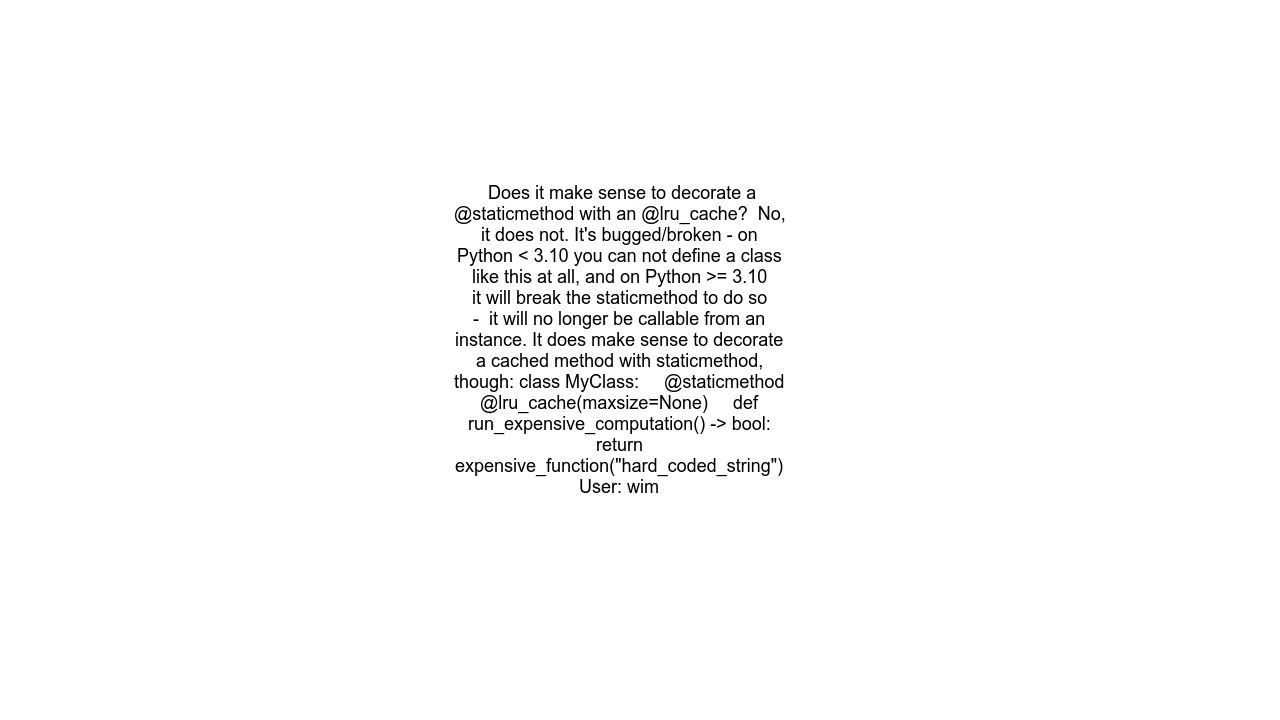 Does it make sense to decorate a
@staticmethod with an @lru_cache?  No,
it does not. It's bugged/broken - on
Python < 3.10 you can not define a class
like this at all, and on Python >= 3.10
it will break the staticmethod to do so
-  it will no longer be callable from an
instance. It does make sense to decorate
a cached method with staticmethod,
though: class MyClass:     @staticmethod
@lru_cache(maxsize=None)     def
run_expensive_computation() -> bool:
return
expensive_function("hard_coded_string")
User: wim